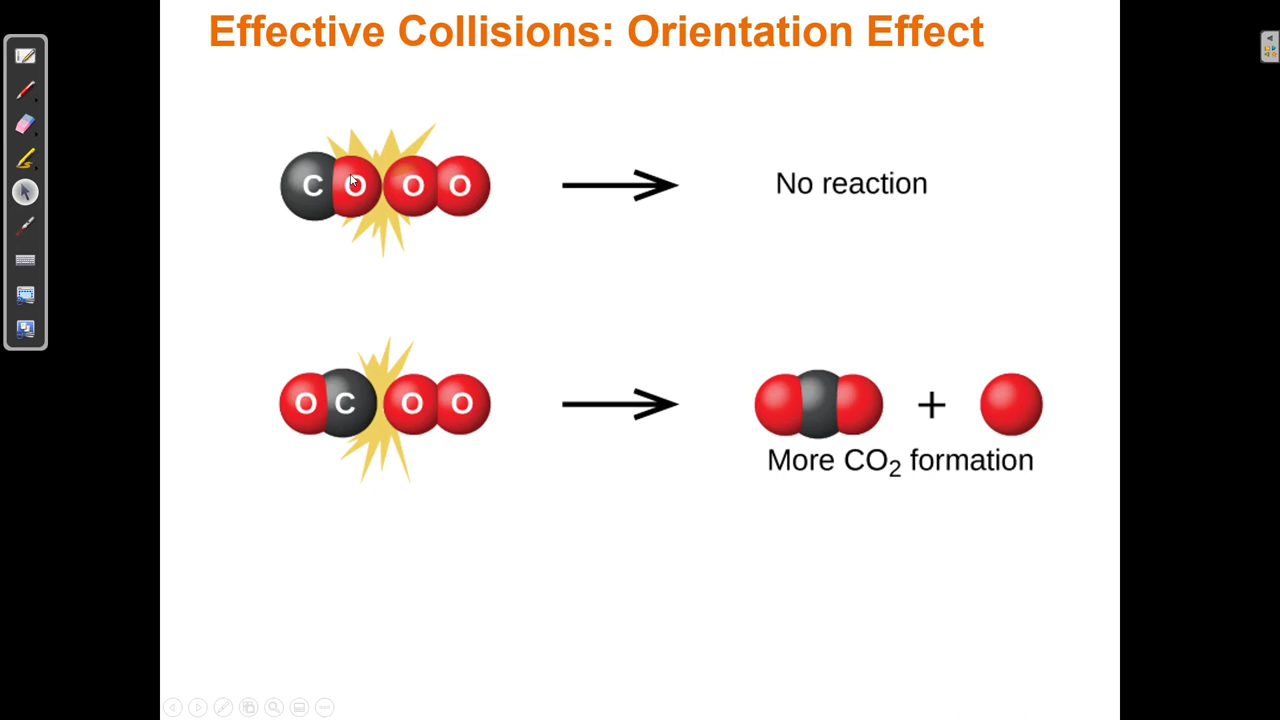 Effective Collisions: Orientation Effect
C O O O
No reaction
O C O O
+
More CO₂ formation